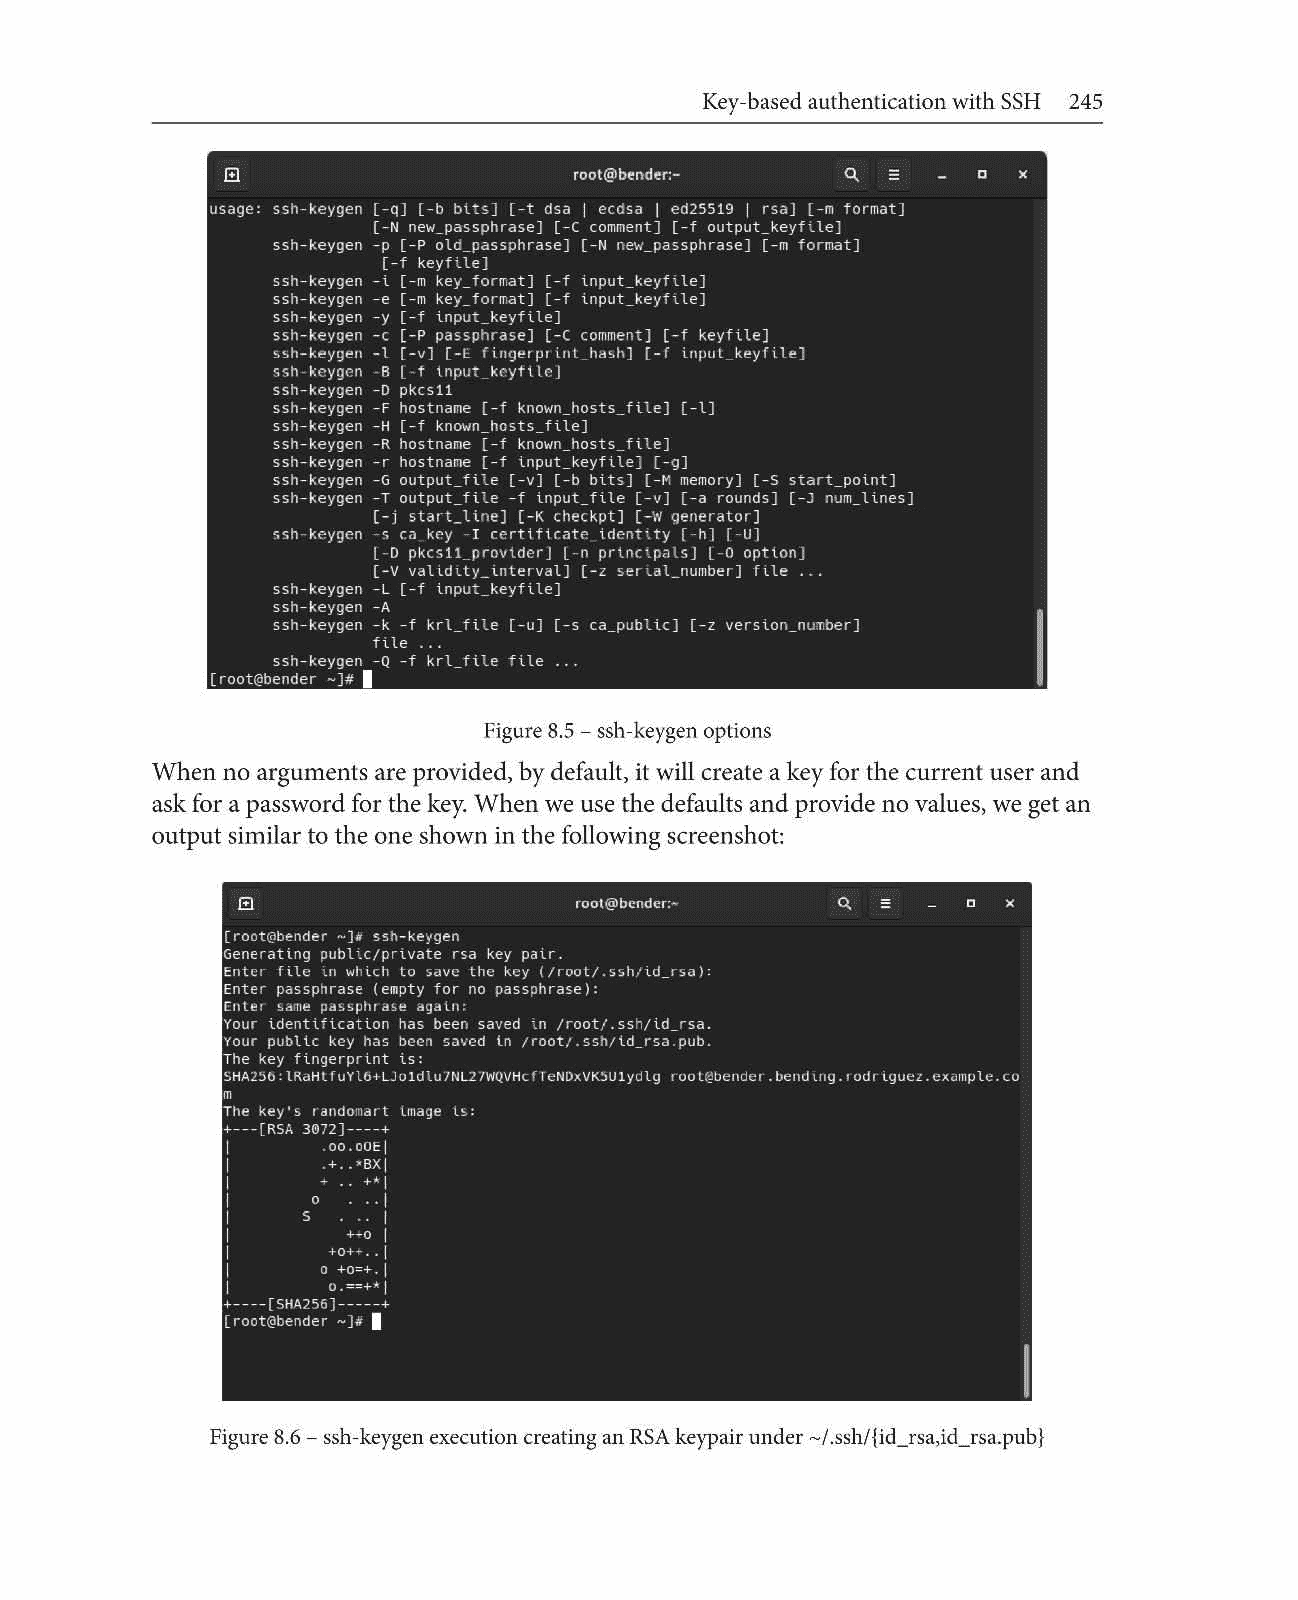 Key-based authentication with SSH 245
root@bender:~
usage: ssh-keygen [-q] [-b bits] [-t dsa | ecdsa | ed25519 | rsa] [-m format]
[-N new_passphrase] [-C comment] [-f output_keyfile]
ssh-keygen -p [-P old_passphrase] [-N new_passphrase] [-m format]
[-f keyfile]
ssh-keygen -i [-m key_format] [-f input_keyfile]
ssh-keygen -e [-m key_format] [-f input_keyfile]
ssh-keygen -y [-f input_keyfile]
ssh-keygen -c [-P passphrase] [-C comment] [-f keyfile]
ssh-keygen -l [-v] [-E fingerprint_hash] [-f input_keyfile]
ssh-keygen -B [-f input_keyfile]
ssh-keygen -D pkcs11
ssh-keygen -F hostname [-f known_hosts_file] [-l]
ssh-keygen -H [-f known_hosts_file]
ssh-keygen -R hostname [-f known_hosts_file]
ssh-keygen -r hostname [-f input_keyfile] [-g]
ssh-keygen -G output_file [-v] [-b bits] [-M memory] [-S start_point]
ssh-keygen -T output_file -f input_file [-v] [-a rounds] [-J num_lines]
[-j start_line] [-K checkpt] [-W generator]
ssh-keygen -s ca_key -I certificate_identity [-h] [-U]
[-D pkcs11_provider] [-n principals] [-O option]
[-V validity_interval] [-z serial_number] file ...
ssh-keygen -L [-f input_keyfile]
ssh-keygen -A
ssh-keygen -k -f krl_file [-u] [-s ca_public] [-z version_number]
file ...
ssh-keygen -Q -f krl_file file ...
[root@bender ~]#
Figure 8.5 – ssh-keygen options
When no arguments are provided, by default, it will create a key for the current user and
ask for a password for the key. When we use the defaults and provide no values, we get an
output similar to the one shown in the following screenshot:
root@bender:~
[root@bender ~]# ssh-keygen
Generating public/private rsa key pair.
Enter file in which to save the key (/root/.ssh/id_rsa):
Enter passphrase (empty for no passphrase):
Enter same passphrase again:
Your identification has been saved in /root/.ssh/id_rsa.
Your public key has been saved in /root/.ssh/id_rsa.pub.
The key fingerprint is:
SHA256:lRaHtfuYl6+LJo1dlu7NL27WQVHcfTeNDxVK5U1ydlg root@bender.bending.rodriguez.example.co
m
The key's randomart image is:
+---[RSA 3072]----+
|          .oo.oOE|
|          .+..*BX|
|          + .. +*|
|         o   . ..|
|        S   . .. |
|             ++o |
|           +o++..|
|          o +o=+.|
|           o.==+*|
+----[SHA256]-----+
[root@bender ~]#
Figure 8.6 – ssh-keygen execution creating an RSA keypair under ~/.ssh/{id_rsa,id_rsa.pub}